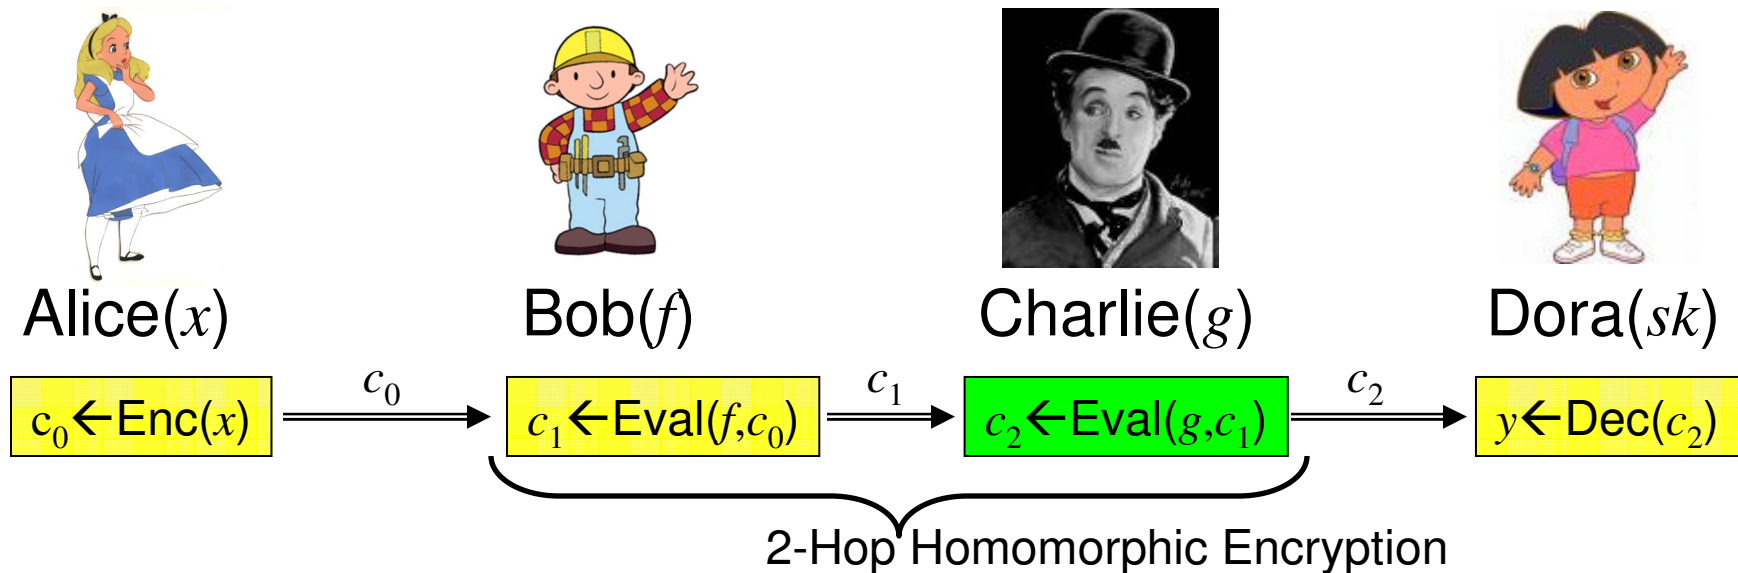 Alice(x) Bob(f) Charlie(g) Dora(sk)
c₀←Enc(x) c₀ c₁←Eval(f,c₀) c₁ c₂←Eval(g,c₁) c₂ y←Dec(c₂)
2-Hop Homomorphic Encryption